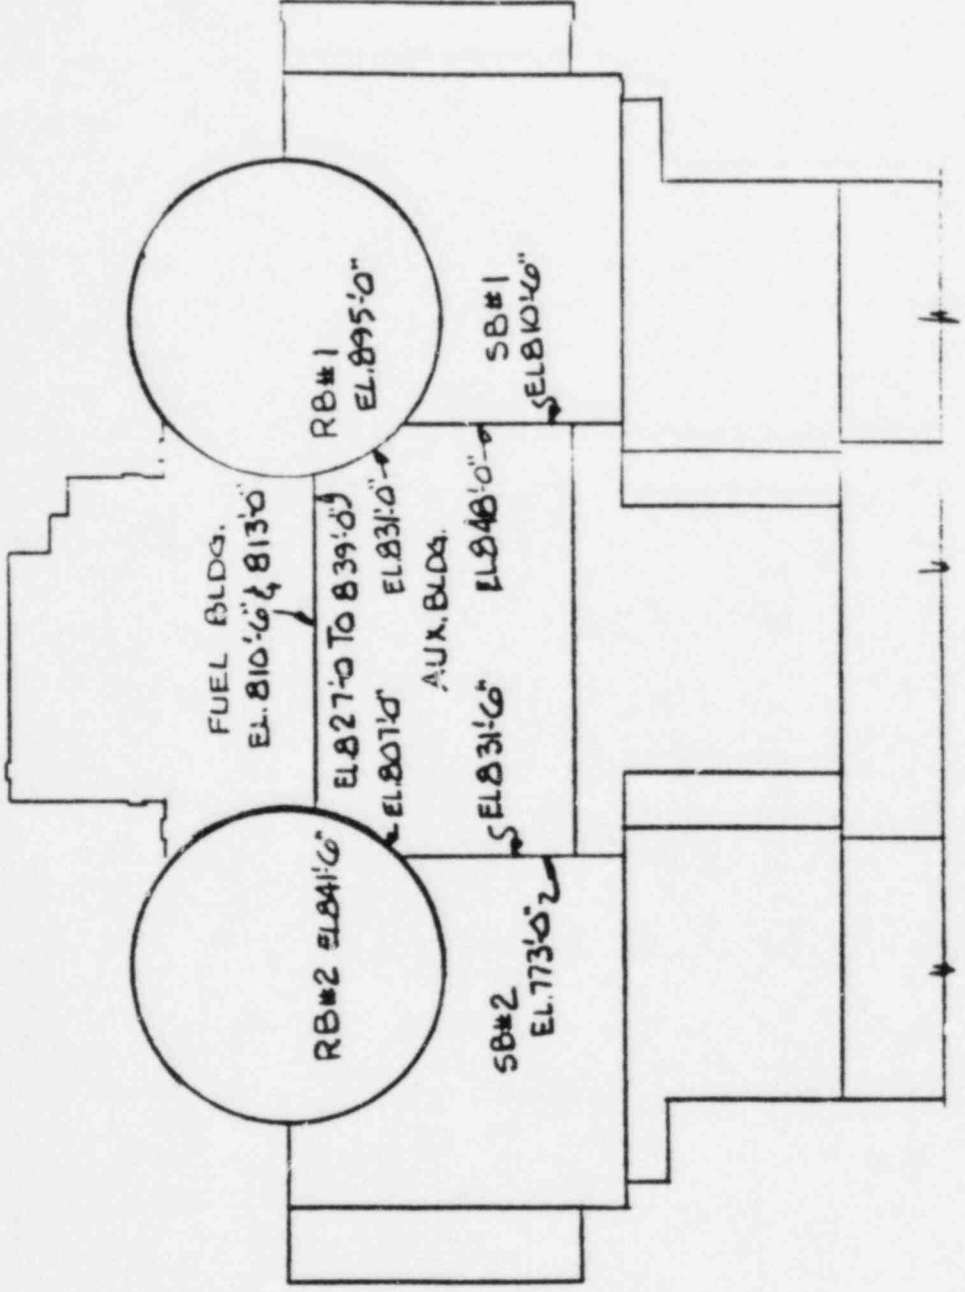 FUEL BLDG.
EL. 810'-6" & 813'-0"
EL 827'-0 TO 839'-0"
EL. 807'-0"
EL 831'-0"
AUX. BLDG.
EL 831'-6"
EL 848'-0"
RB#1
EL. 895'-0"
RB#2 EL 841'-6"
SB#1
EL 810'-6"
SB#2
EL. 773'-0"